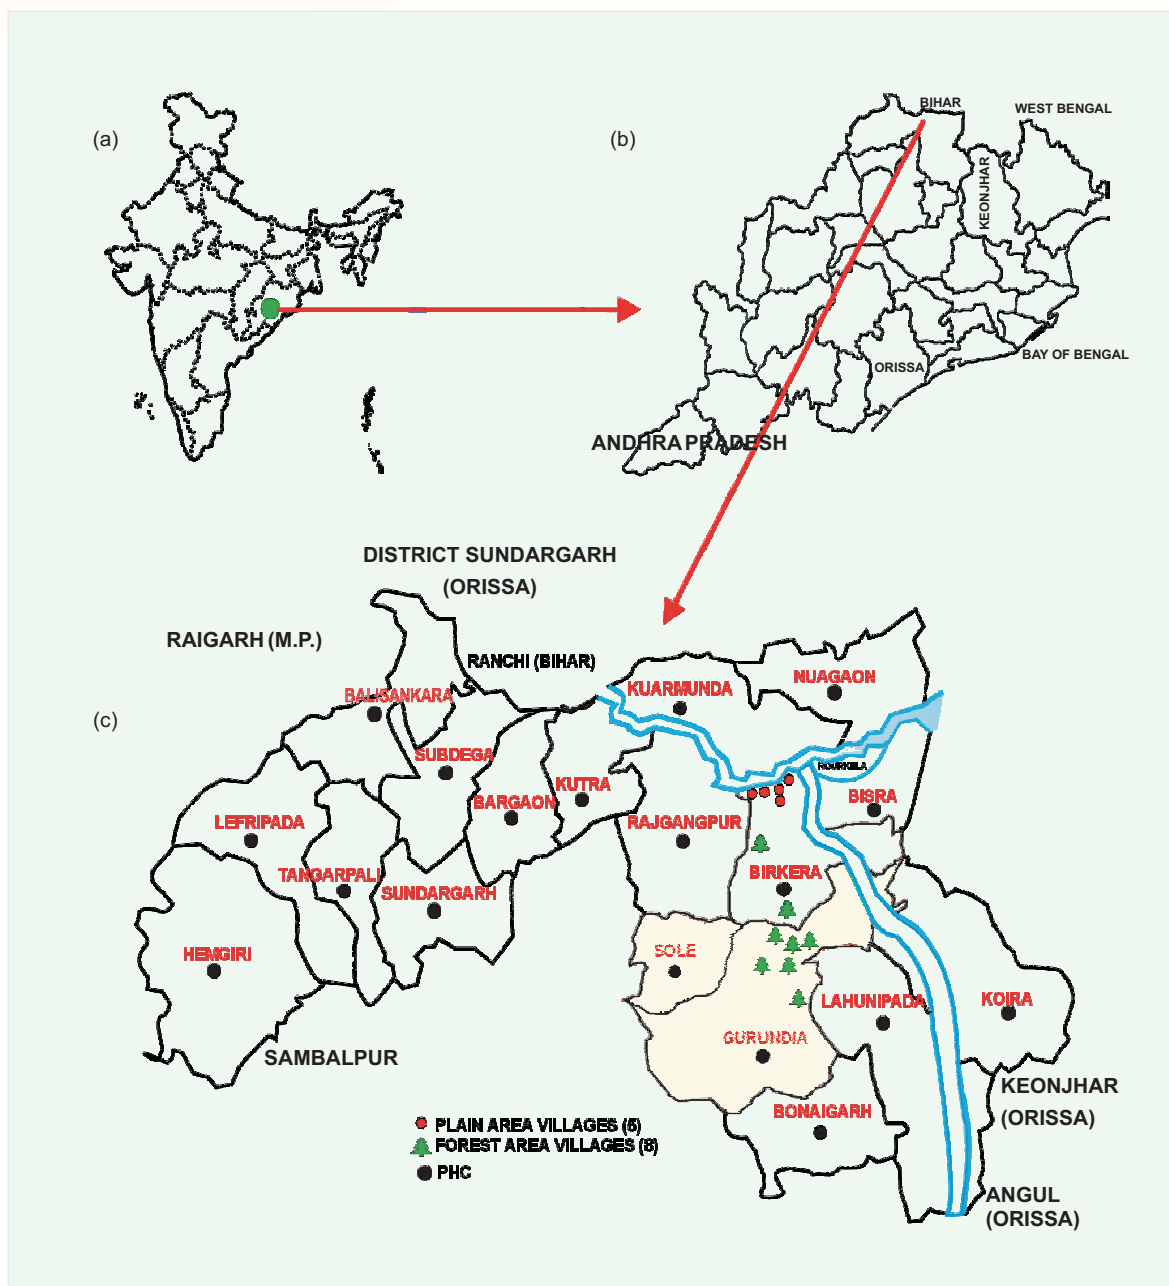 (a)
(b)
BIHAR
WEST BENGAL
KEONJHAR
BAY OF BENGAL
ORISSA
ANDHRA PRADESH
DISTRICT SUNDARGARH
(ORISSA)
RAIGARH (M.P.)
RANCHI (BIHAR)
(c)
BALISANKARA
KUARMUNDA
NUAGAON
SUBDEGA
ROURKELA
KUTRA
BARGAON
BISRA
LEFRIPADA
RAJGANGPUR
TANGARPALI
BIRKERA
SUNDARGARH
HEMGIRI
SOLE
LAHUNIPADA
KOIRA
GURUNDIA
SAMBALPUR
KEONJHAR
(ORISSA)
BONAIGARH
PLAIN AREA VILLAGES (5)
FOREST AREA VILLAGES (8)
PHC
ANGUL
(ORISSA)